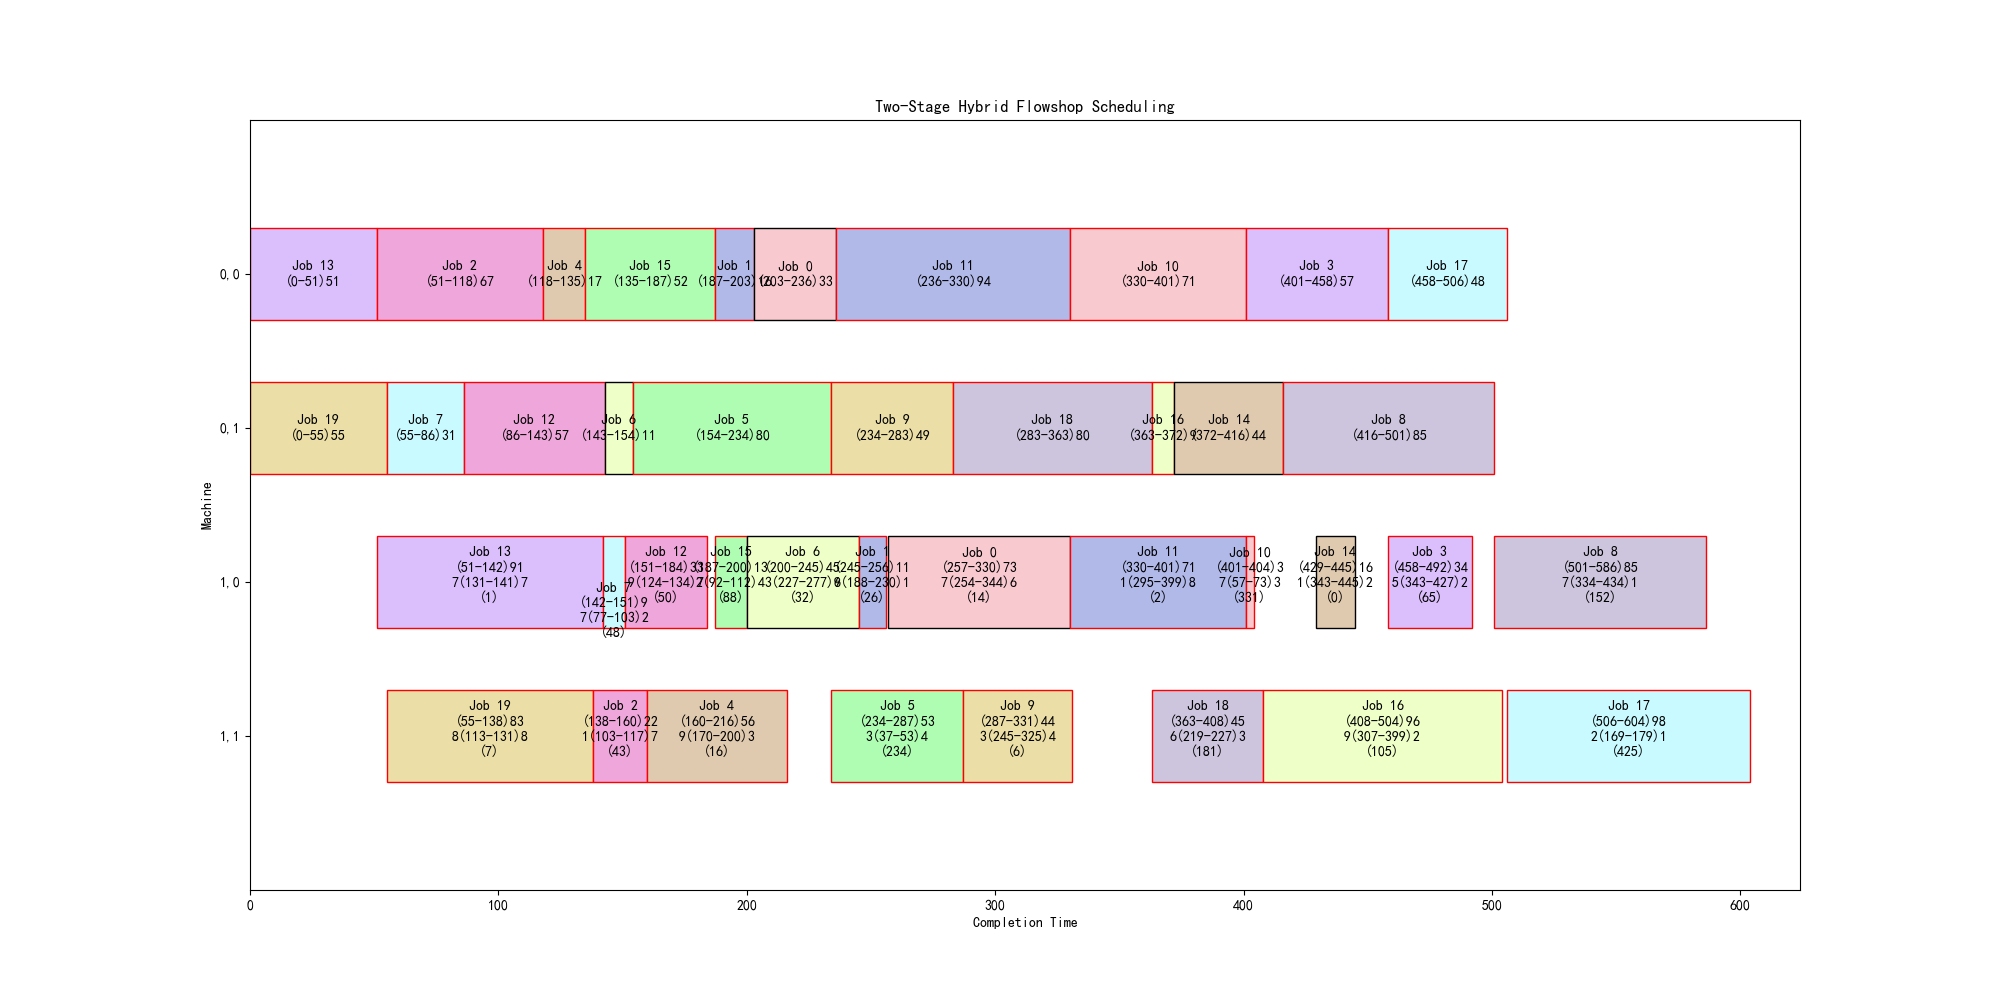 Two-Stage Hybrid Flowshop Scheduling
Machine
0,0
Job 13
(0-51)51
Job 2
(51-118)67
Job 4
(118-135)17
Job 15
(135-187)52
Job 1
(187-203)16
Job 0
(203-236)33
Job 11
(236-330)94
Job 10
(330-401)71
Job 3
(401-458)57
Job 17
(458-506)48
0,1
Job 19
(0-55)55
Job 7
(55-86)31
Job 12
(86-143)57
Job 6
(143-154)11
Job 5
(154-234)80
Job 9
(234-283)49
Job 18
(283-363)80
Job 16
(363-372)9
Job 14
(372-416)44
Job 8
(416-501)85
1,0
Job 13
(51-142)91
7(131-141)7
(1)
Job 7
(142-151)9
7(77-103)2
(48)
Job 12
(151-184)33
9(124-134)2
(50)
Job 15
(187-200)13
7(92-112)4
(88)
Job 6
(200-245)45
3(227-277)8
(32)
Job 1
(245-256)11
(188-230)1
(26)
Job 0
(257-330)73
7(254-344)6
(14)
Job 11
(330-401)71
1(295-399)8
(2)
Job 10
(401-404)3
7(57-73)3
(331)
Job 14
(429-445)16
1(343-445)2
(0)
Job 3
(458-492)34
5(343-427)2
(65)
Job 8
(501-586)85
7(334-434)1
(152)
1,1
Job 19
(55-138)83
8(113-131)8
(7)
Job 2
(138-160)22
1(103-117)7
(43)
Job 4
(160-216)56
9(170-200)3
(16)
Job 5
(234-287)53
3(37-53)4
(234)
Job 9
(287-331)44
3(245-325)4
(6)
Job 18
(363-408)45
6(219-227)3
(181)
Job 16
(408-504)96
9(307-399)2
(105)
Job 17
(506-604)98
2(169-179)1
(425)
0 100 200 300 400 500 600
Completion Time